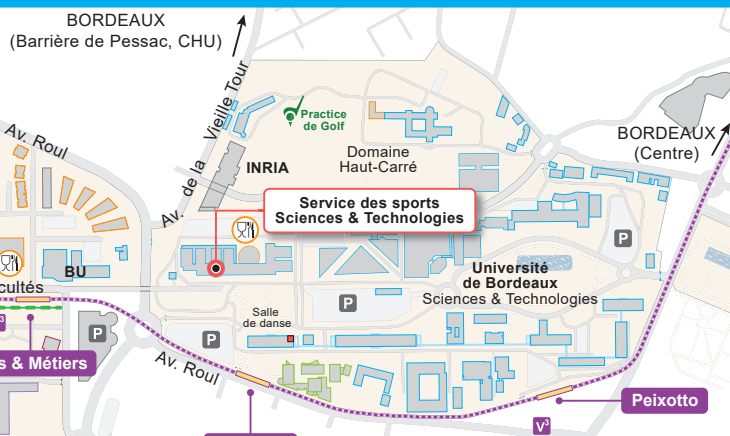 BORDEAUX
(Barrière de Pessac, CHU)
Av. de la Vieille Tour
Practice
de Golf
Av. Roul
BORDEAUX
(Centre)
Domaine
Haut-Carré
INRIA
Service des sports
Sciences & Technologies
P
BU
Université
de Bordeaux
Sciences & Technologies
cultés
P
Salle
de danse
P
P
s & Métiers
Av. Roul
Peixotto
V3